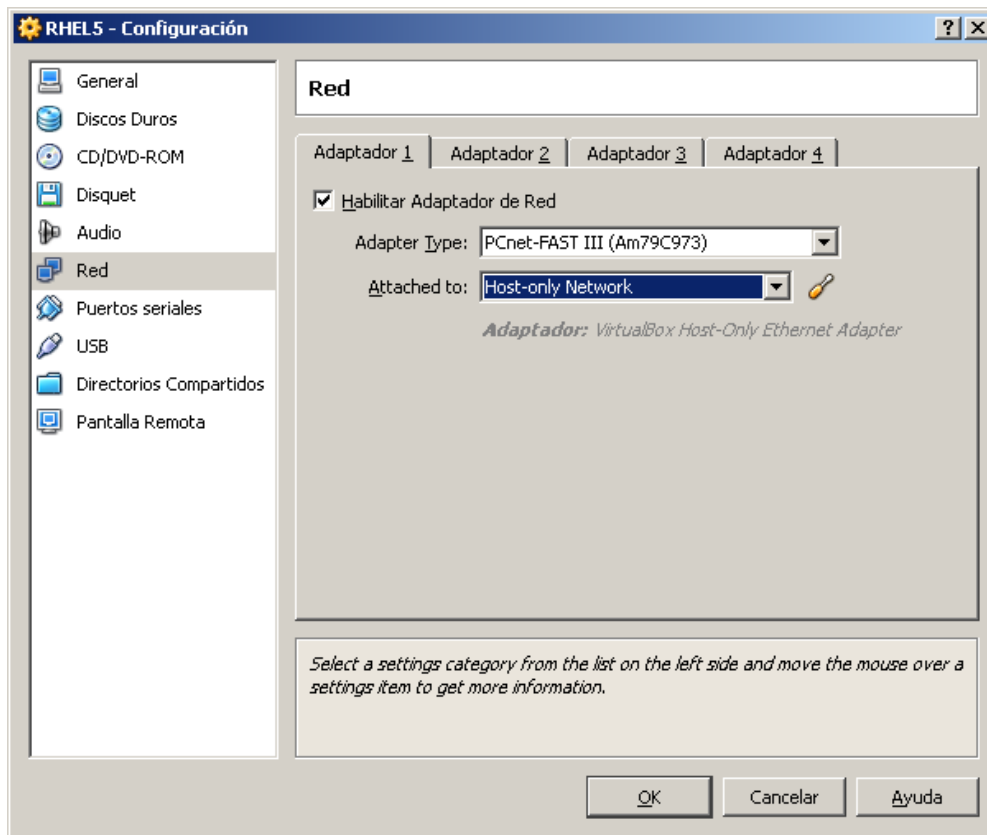 RHEL5 - Configuración
General
Discos Duros
CD/DVD-ROM
Disquet
Audio
Red
Puertos seriales
USB
Directorios Compartidos
Pantalla Remota
Red
Adaptador 1
Adaptador 2
Adaptador 3
Adaptador 4
Habilitar Adaptador de Red
Adapter Type: PCnet-FAST III (Am79C973)
Attached to: Host-only Network
Adaptador: VirtualBox Host-Only Ethernet Adapter
Select a settings category from the list on the left side and move the mouse over a
settings item to get more information.
OK
Cancelar
Ayuda